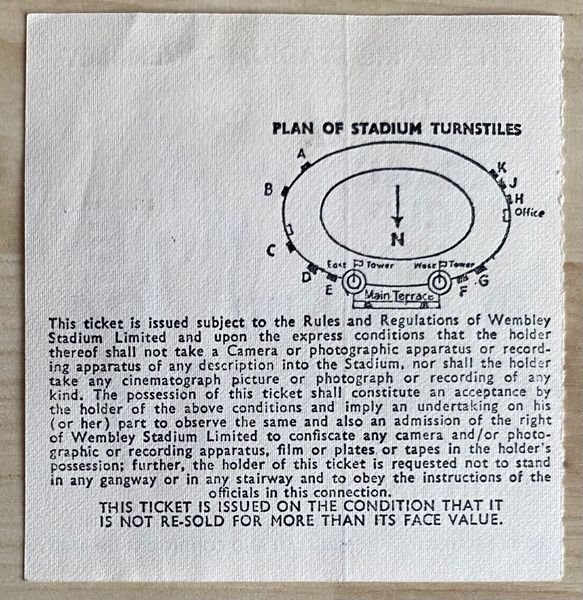 PLAN OF STADIUM TURNSTILES
A
K
J
B
H
Office
N
C
East Tower
West Tower
D
G
E
F
Main Terrace
This ticket is issued subject to the Rules and Regulations of Wembley
Stadium Limited and upon the express conditions that the holder
thereof shall not take a Camera or photographic apparatus or record-
ing apparatus of any description into the Stadium, nor shall the holder
take any cinematograph picture or photograph or recording of any
kind. The possession of this ticket shall constitute an acceptance by
the holder of the above conditions and imply an undertaking on his
(or her) part to observe the same and also an admission of the right
of Wembley Stadium Limited to confiscate any camera and/or photo-
graphic or recording apparatus, film or plates or tapes in the holder's
possession; further, the holder of this ticket is requested not to stand
in any gangway or in any stairway and to obey the instructions of the
officials in this connection.
THIS TICKET IS ISSUED ON THE CONDITION THAT IT
IS NOT RE-SOLD FOR MORE THAN ITS FACE VALUE.